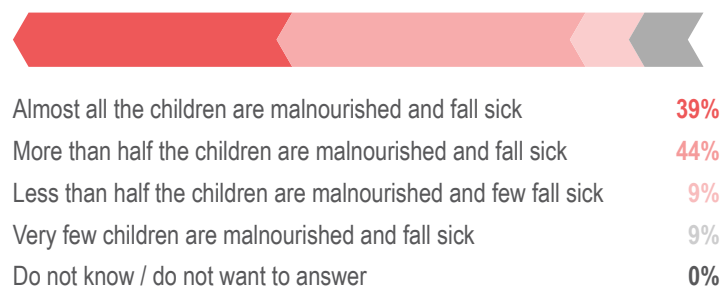 Almost all the children are malnourished and fall sick 39%
More than half the children are malnourished and fall sick 44%
Less than half the children are malnourished and few fall sick 9%
Very few children are malnourished and fall sick 9%
Do not know / do not want to answer 0%